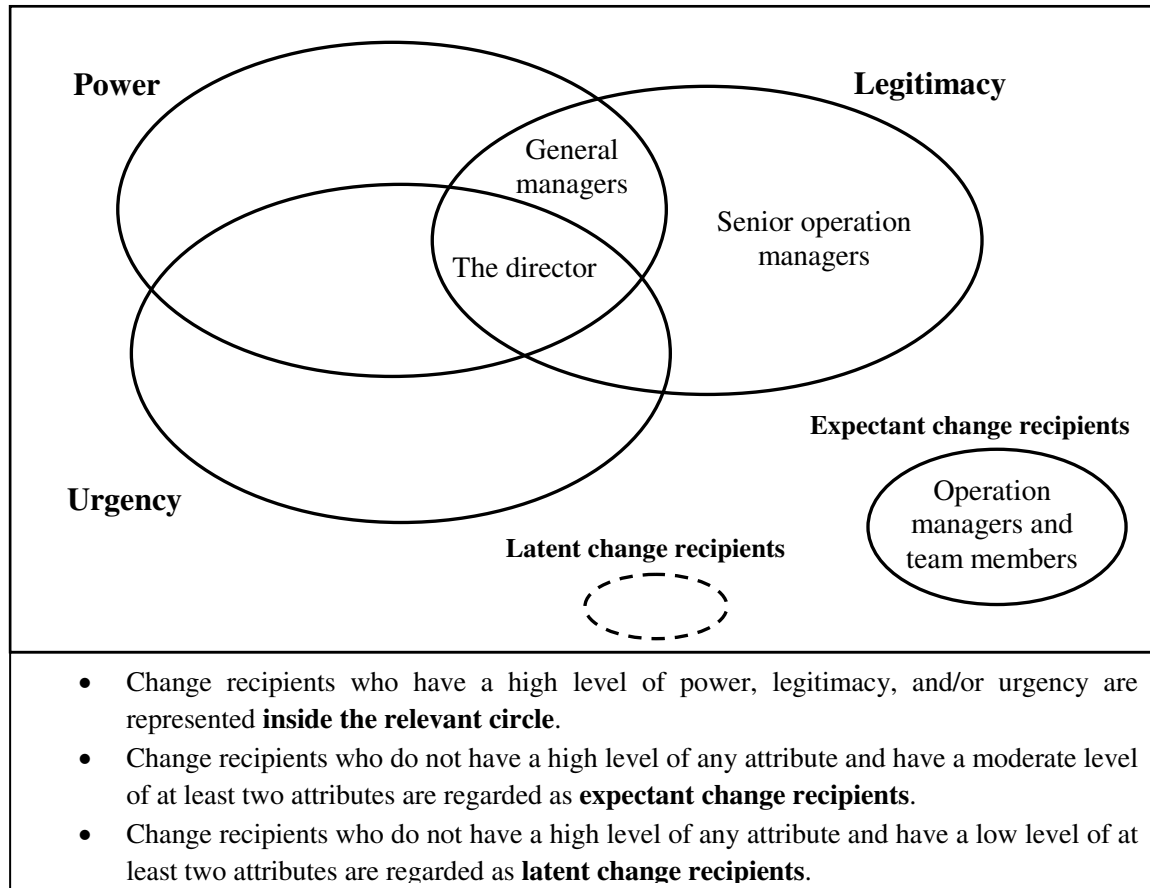 Power
Legitimacy
General
managers
Senior operation
managers
The director
Expectant change recipients
Urgency
Operation
managers and
team members
Latent change recipients
• Change recipients who have a high level of power, legitimacy, and/or urgency are
represented inside the relevant circle.
• Change recipients who do not have a high level of any attribute and have a moderate level
of at least two attributes are regarded as expectant change recipients.
• Change recipients who do not have a high level of any attribute and have a low level of at
least two attributes are regarded as latent change recipients.